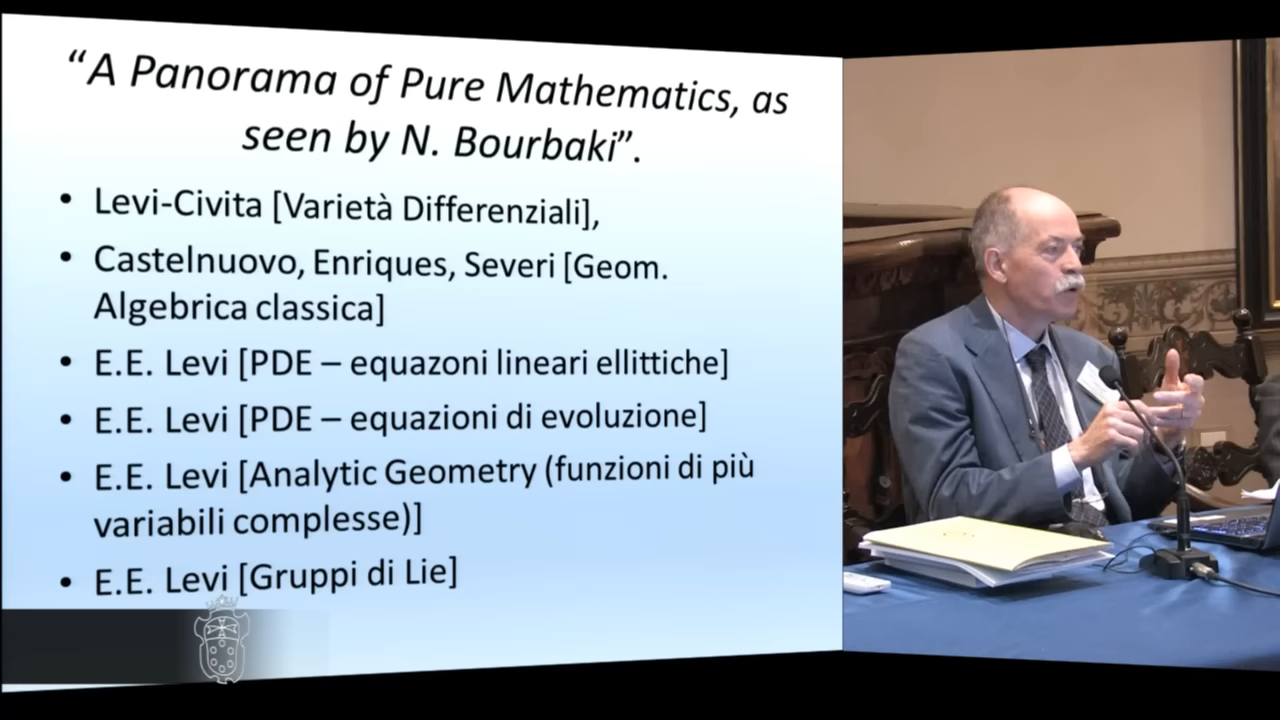 “A Panorama of Pure Mathematics, as
seen by N. Bourbaki”.
• Levi-Civita [Varietà Differenziali],
• Castelnuovo, Enriques, Severi [Geom.
Algebrica classica]
• E.E. Levi [PDE – equazoni lineari ellittiche]
• E.E. Levi [PDE – equazioni di evoluzione]
• E.E. Levi [Analytic Geometry (funzioni di più
variabili complesse)]
• E.E. Levi [Gruppi di Lie]